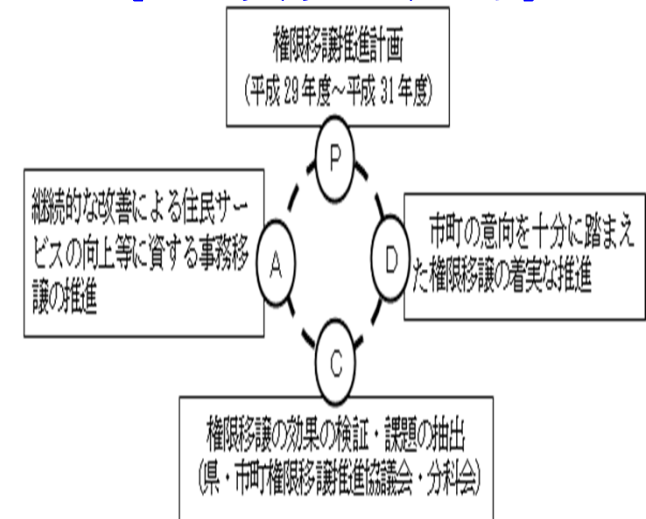 権限移譲推進計画
(平成 29 年度～平成 31 年度)
P
継続的な改善による住民サー
ビスの向上等に資する事務移
譲の推進
A
D
市町の意向を十分に踏まえ
た権限移譲の着実な推進
C
権限移譲の効果の検証・課題の抽出
(県・市町権限移譲推進協議会・分科会)